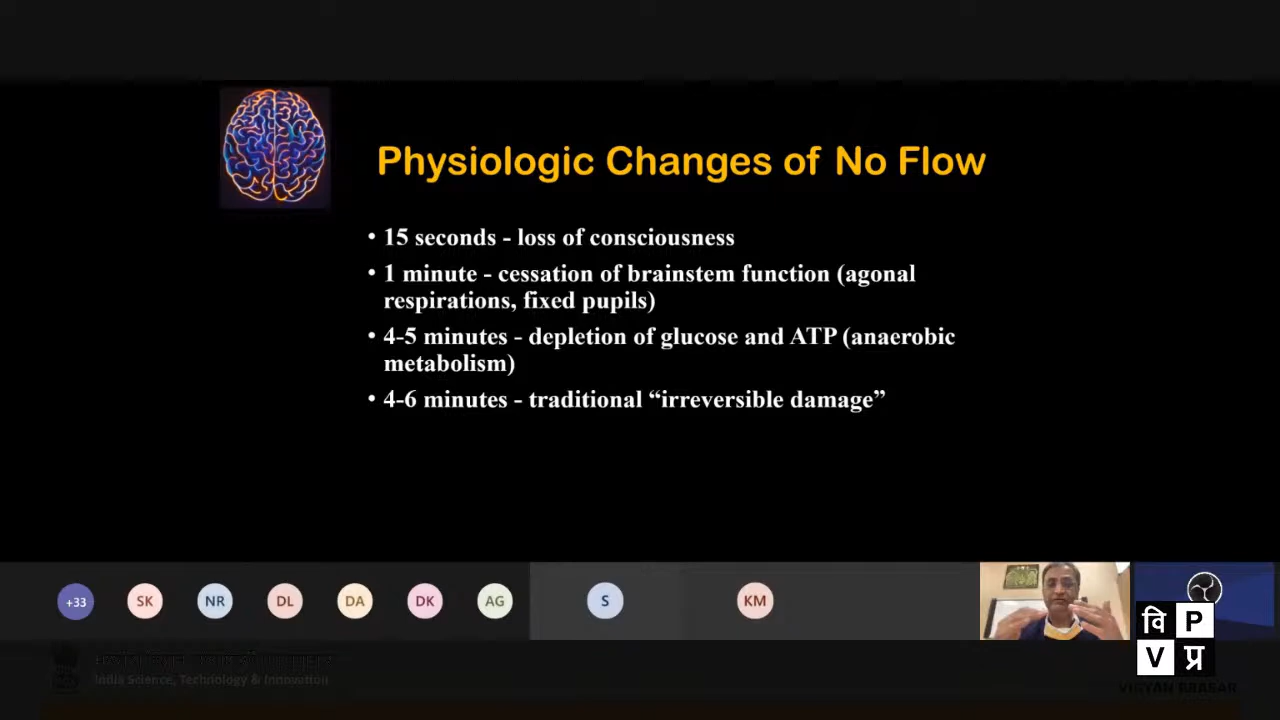 Physiologic Changes of No Flow
• 15 seconds - loss of consciousness
• 1 minute - cessation of brainstem function (agonal
respirations, fixed pupils)
• 4-5 minutes - depletion of glucose and ATP (anaerobic
metabolism)
• 4-6 minutes - traditional “irreversible damage”
+33 SK NR DL DA DK AG S KM
वि P
V प्र
India Science, Technology & Innovation
VIGYAN PRASAR